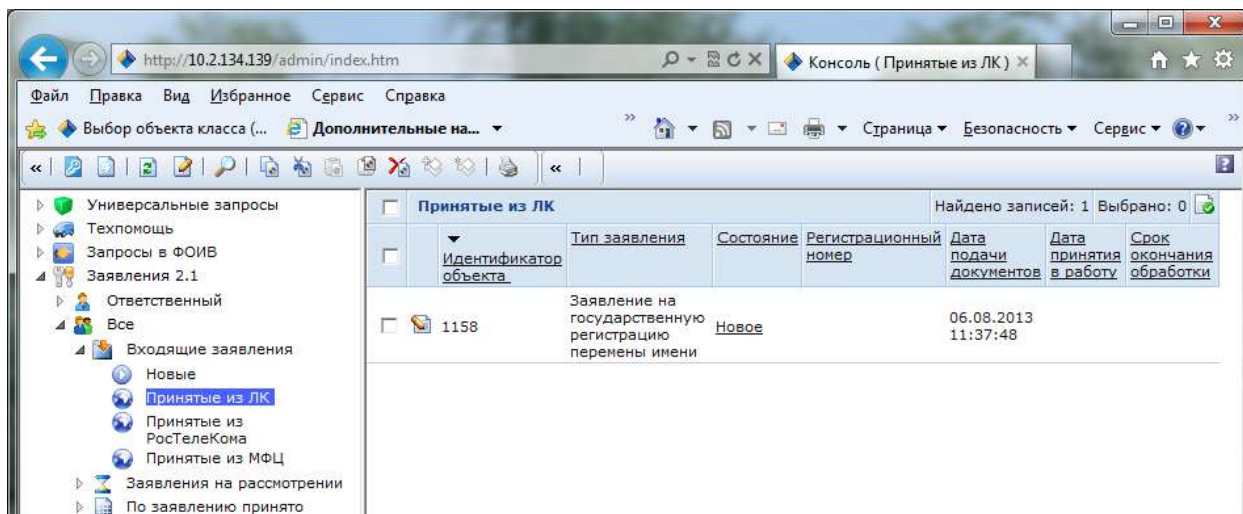 http://10.2.134.139/admin/index.htm
Консоль ( Принятые из ЛК )
Файл Правка Вид Избранное Сервис Справка
Выбор объекта класса (... Дополнительные на... Страница Безопасность Сервис
Универсальные запросы
Техпомощь
Запросы в ФОИВ
Заявления 2.1
Ответственный
Все
Входящие заявления
Новые
Принятые из ЛК
Принятые из
РосТелеКома
Принятые из МФЦ
Заявления на рассмотрении
По заявлению принято
Принятые из ЛК Найдено записей: 1 Выбрано: 0
Идентификатор
объекта
Тип заявления
Состояние
Регистрационный
номер
Дата
подачи
документов
Дата
принятия
в работу
Срок
окончания
обработки
1158
Заявление на
государственную
регистрацию
перемены имени
Новое
06.08.2013
11:37:48